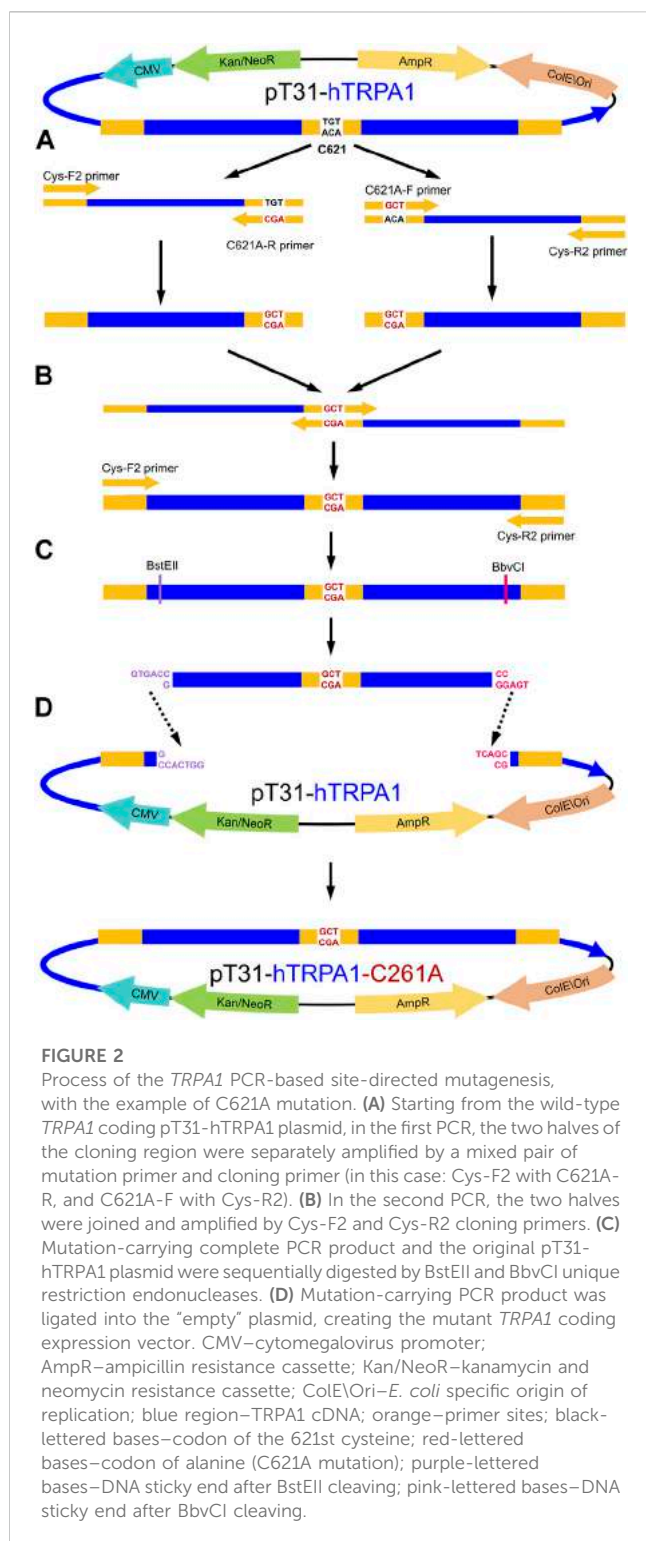 CMV
Kan/NeoR
AmpR
ColE\Ori
pT31-hTRPA1
TGT
ACA
A
C621
Cys-F2 primer
C621A-F primer
TGT
GCT
CGA
ACA
C621A-R primer
Cys-R2 primer
GCT
CGA
GCT
CGA
B
GCT
CGA
Cys-F2 primer
GCT
CGA
Cys-R2 primer
C
BstEII
BbvCI
GCT
CGA
GTGACC
G
GCT
CGA
CC
GGAGT
D
G
CCACTGG
TCAGC
CG
pT31-hTRPA1
CMV
Kan/NeoR
AmpR
ColE\Ori
GCT
CGA
pT31-hTRPA1-C261A
CMV
Kan/NeoR
AmpR
ColE\Ori
FIGURE 2
Process of the TRPA1 PCR-based site-directed mutagenesis,
with the example of C621A mutation. (A) Starting from the wild-type
TRPA1 coding pT31-hTRPA1 plasmid, in the first PCR, the two halves of
the cloning region were separately amplified by a mixed pair of
mutation primer and cloning primer (in this case: Cys-F2 with C621A-
R, and C621A-F with Cys-R2). (B) In the second PCR, the two halves
were joined and amplified by Cys-F2 and Cys-R2 cloning primers. (C)
Mutation-carrying complete PCR product and the original pT31-
hTRPA1 plasmid were sequentially digested by BstEII and BbvCI unique
restriction endonucleases. (D) Mutation-carrying PCR product was
ligated into the "empty" plasmid, creating the mutant TRPA1 coding
expression vector. CMV–cytomegalovirus promoter;
AmpR–ampicillin resistance cassette; Kan/NeoR–kanamycin and
neomycin resistance cassette; ColE\Ori–E. coli specific origin of
replication; blue region–TRPA1 cDNA; orange–primer sites; black-
lettered bases–codon of the 621st cysteine; red-lettered
bases–codon of alanine (C621A mutation); purple-lettered
bases–DNA sticky end after BstEII cleaving; pink-lettered bases–DNA
sticky end after BbvCI cleaving.